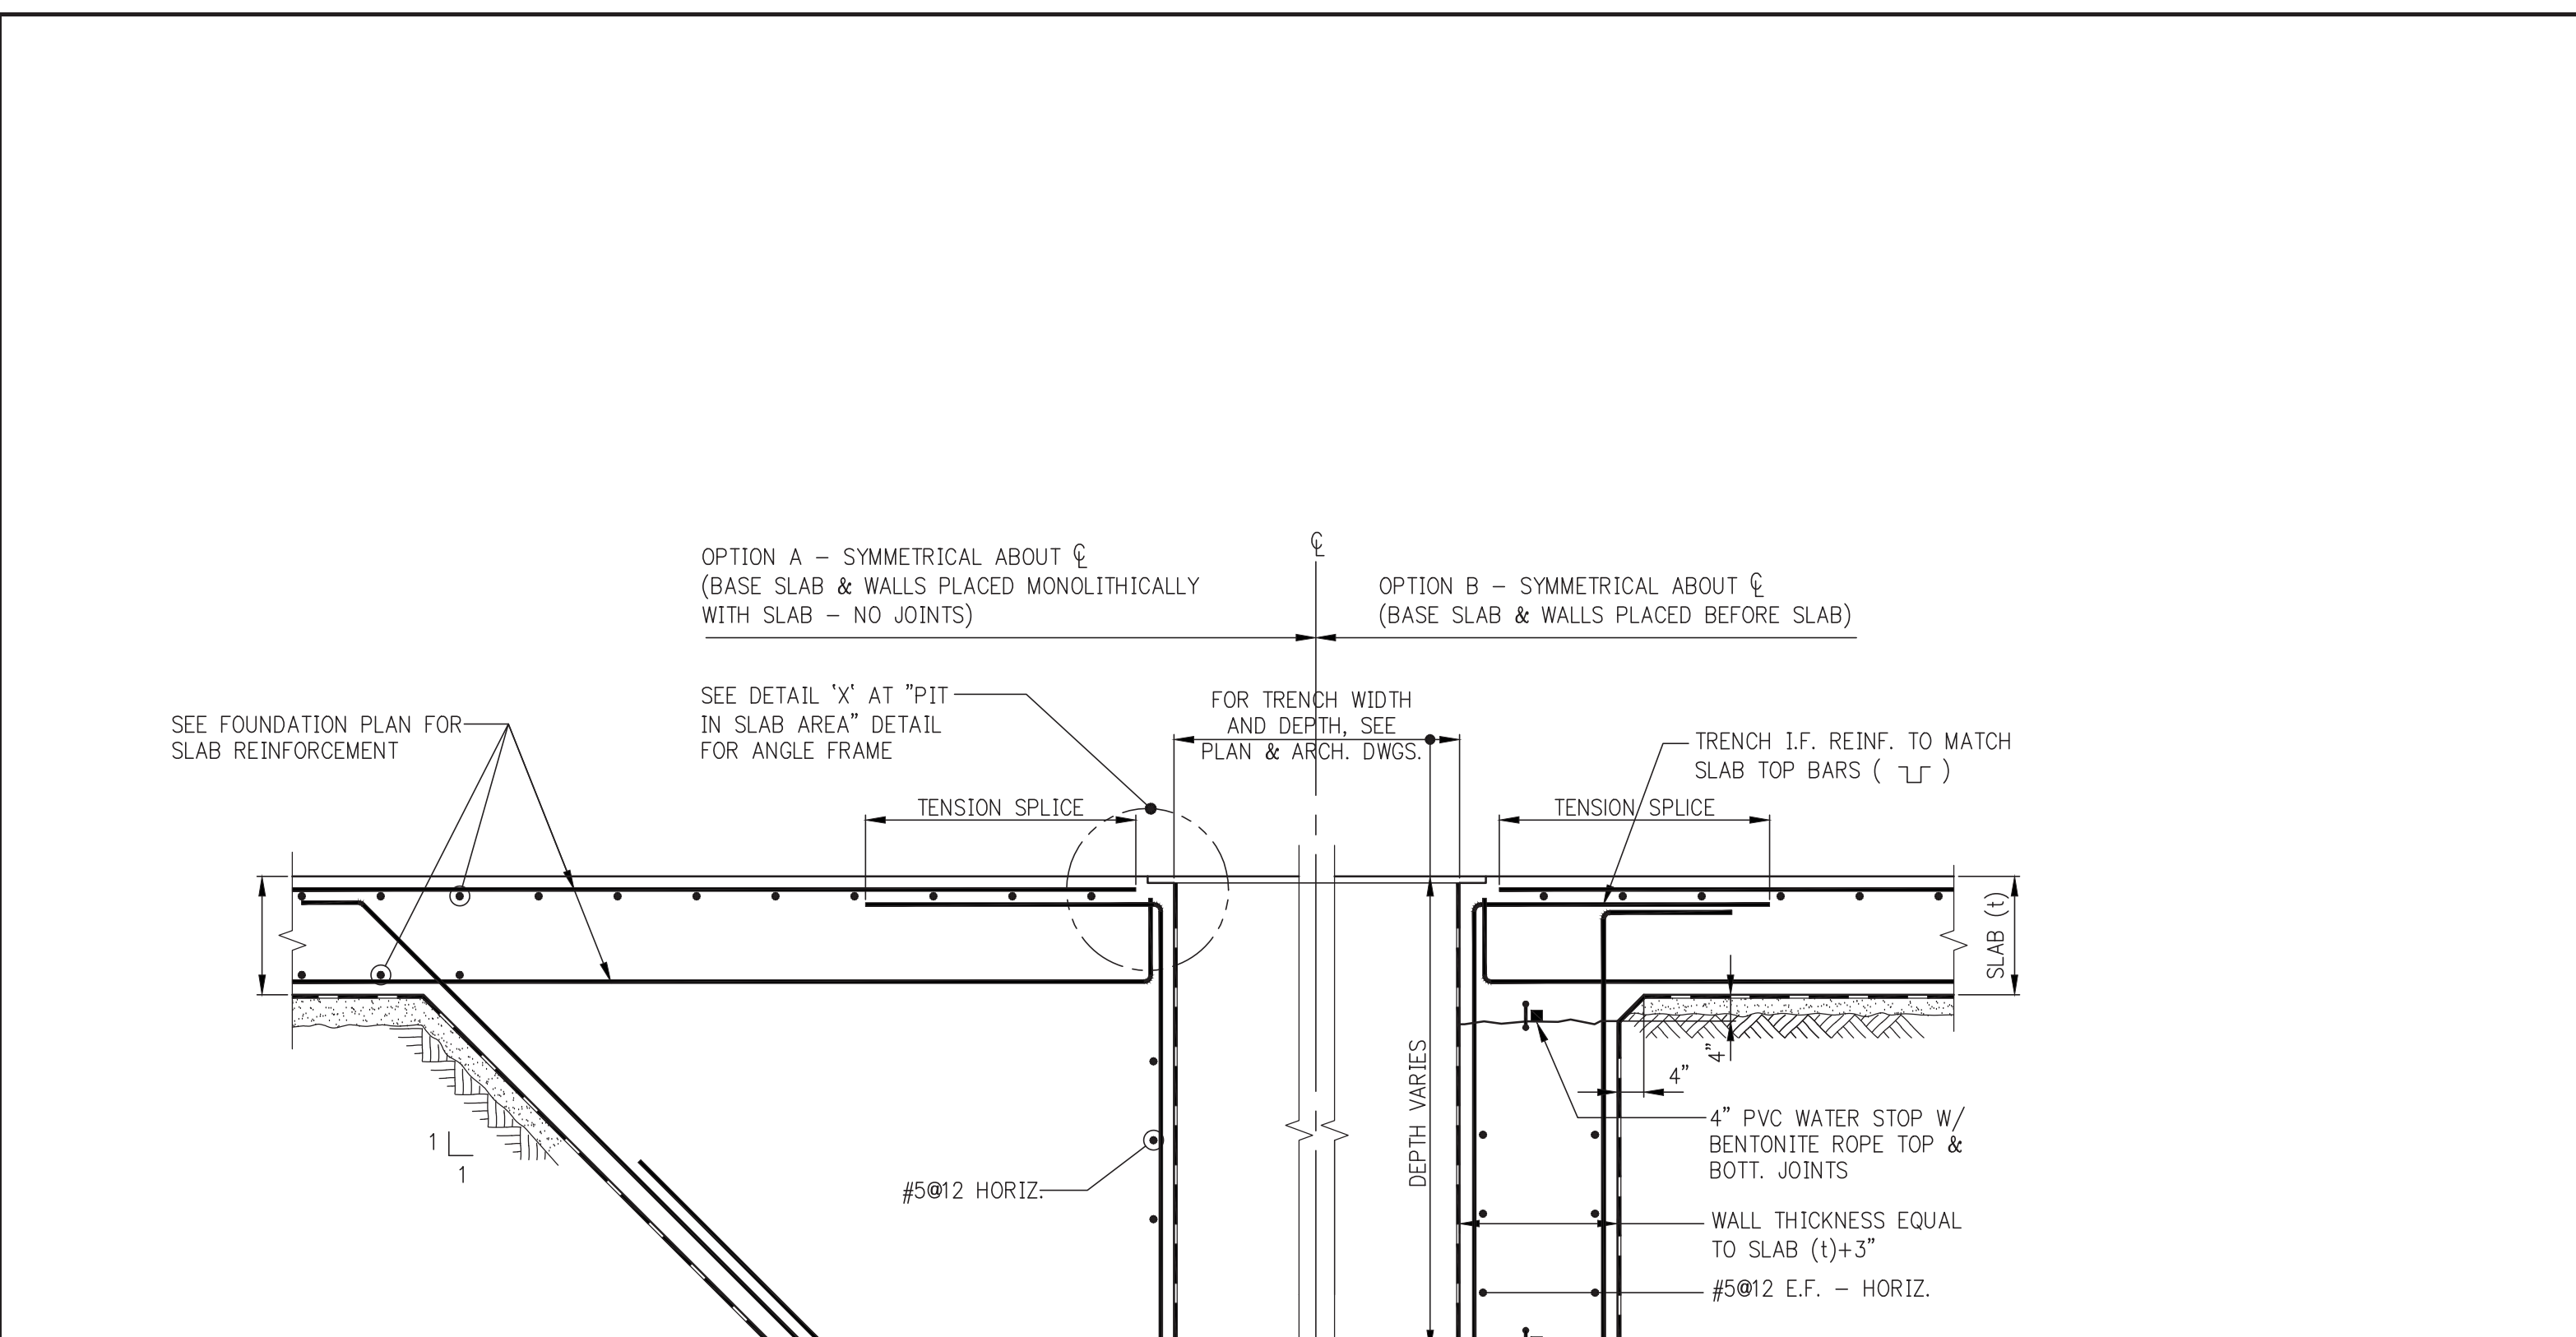 ℄
OPTION A – SYMMETRICAL ABOUT ℄
(BASE SLAB & WALLS PLACED MONOLITHICALLY
WITH SLAB – NO JOINTS)
OPTION B – SYMMETRICAL ABOUT ℄
(BASE SLAB & WALLS PLACED BEFORE SLAB)
SEE FOUNDATION PLAN FOR
SLAB REINFORCEMENT
SEE DETAIL 'X' AT "PIT
IN SLAB AREA" DETAIL
FOR ANGLE FRAME
FOR TRENCH WIDTH
AND DEPTH, SEE
PLAN & ARCH. DWGS.
TRENCH I.F. REINF. TO MATCH
SLAB TOP BARS ( )
TENSION SPLICE
TENSION SPLICE
SLAB (t)
4"
4"
DEPTH VARIES
4" PVC WATER STOP W/
BENTONITE ROPE TOP &
BOTT. JOINTS
1
1
#5@12 HORIZ.
WALL THICKNESS EQUAL
TO SLAB (t)+3"
#5@12 E.F. – HORIZ.